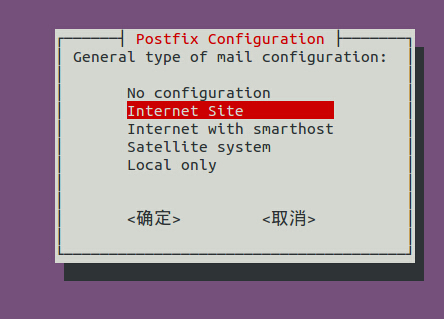 Postfix Configuration
General type of mail configuration:
No configuration
Internet Site
Internet with smarthost
Satellite system
Local only
<确定> <取消>